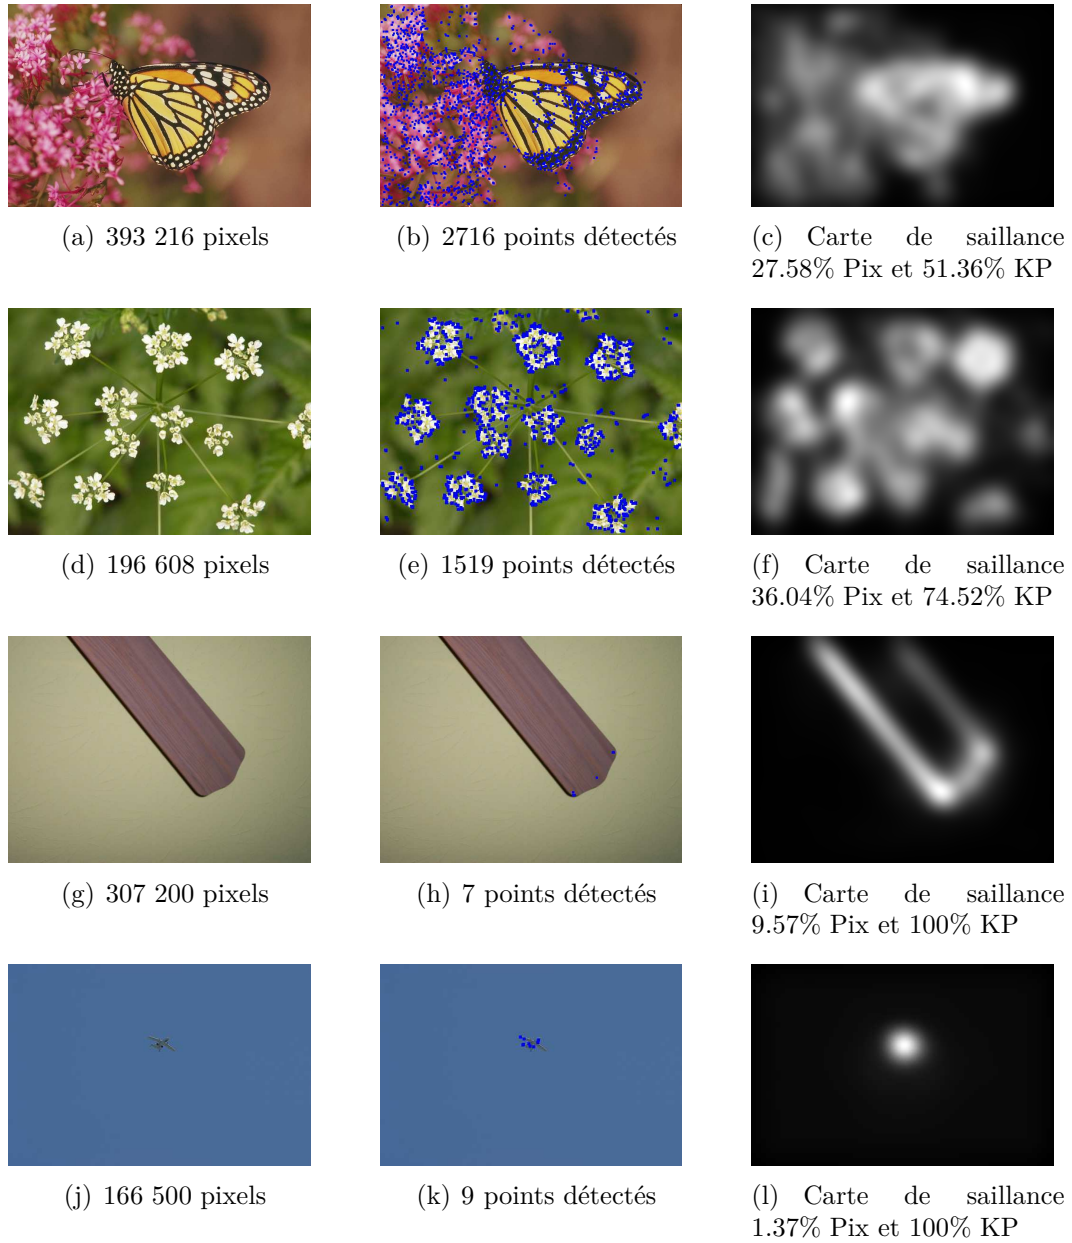 (a) 393 216 pixels
(b) 2716 points détectés
(c) Carte de saillance
27.58% Pix et 51.36% KP
(d) 196 608 pixels
(e) 1519 points détectés
(f) Carte de saillance
36.04% Pix et 74.52% KP
(g) 307 200 pixels
(h) 7 points détectés
(i) Carte de saillance
9.57% Pix et 100% KP
(j) 166 500 pixels
(k) 9 points détectés
(l) Carte de saillance
1.37% Pix et 100% KP